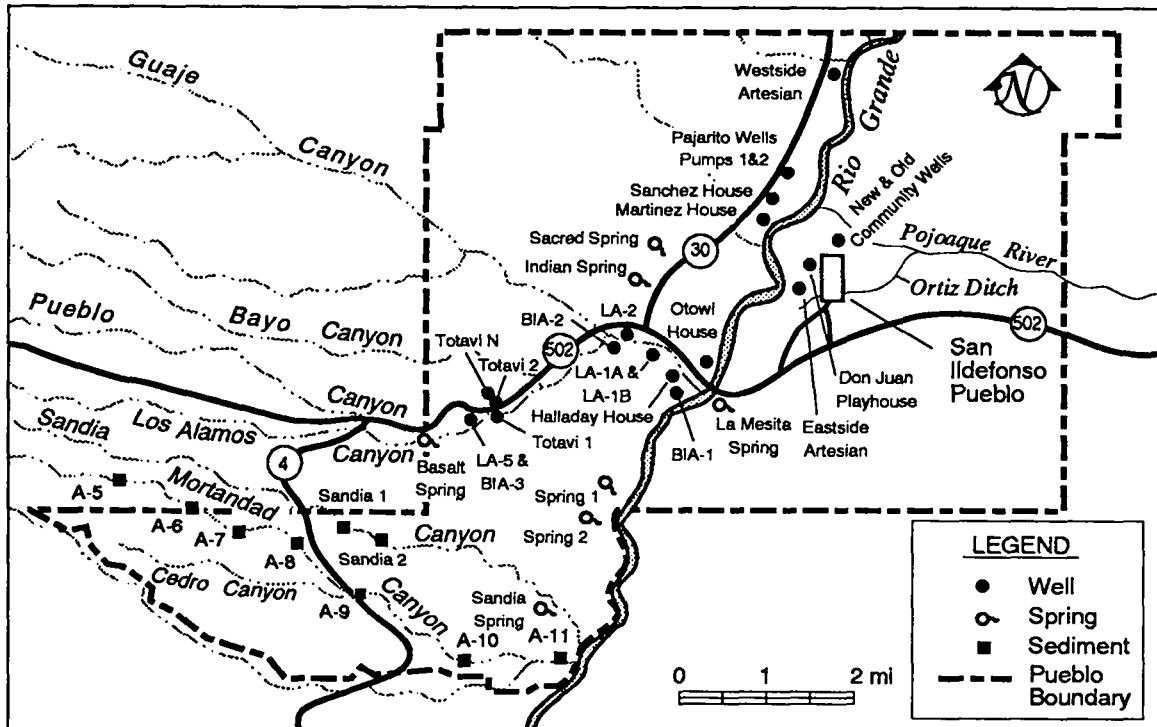 Guaje
Canyon
Westside
Artesian
N
Rio
Grande
Pajarito Wells
Pumps 1&2
Sanchez House
Martinez House
New & Old
Community Wells
Sacred Spring
30
Pojoaque River
Indian Spring
Ortiz Ditch
Pueblo
Bayo
Canyon
BIA-2
LA-2
Otowi
House
502
502
Totavi N
Totavi 2
LA-1A &
LA-1B
San
Ildefonso
Pueblo
Don Juan
Playhouse
Canyon
Halladay House
Sandia
Los Alamos
Canyon
Totavi 1
La Mesita
Spring
Eastside
Artesian
4
Basalt
Spring
LA-5 &
BIA-3
BIA-1
A-5
Mortandad
Sandia 1
Spring 1
A-6
A-7
Canyon
Spring 2
A-8
Sandia 2
Cedro Canyon
A-9
Canyon
Sandia
Spring
A-10
A-11
0 1 2 mi
LEGEND
Well
Spring
Sediment
Pueblo
Boundary